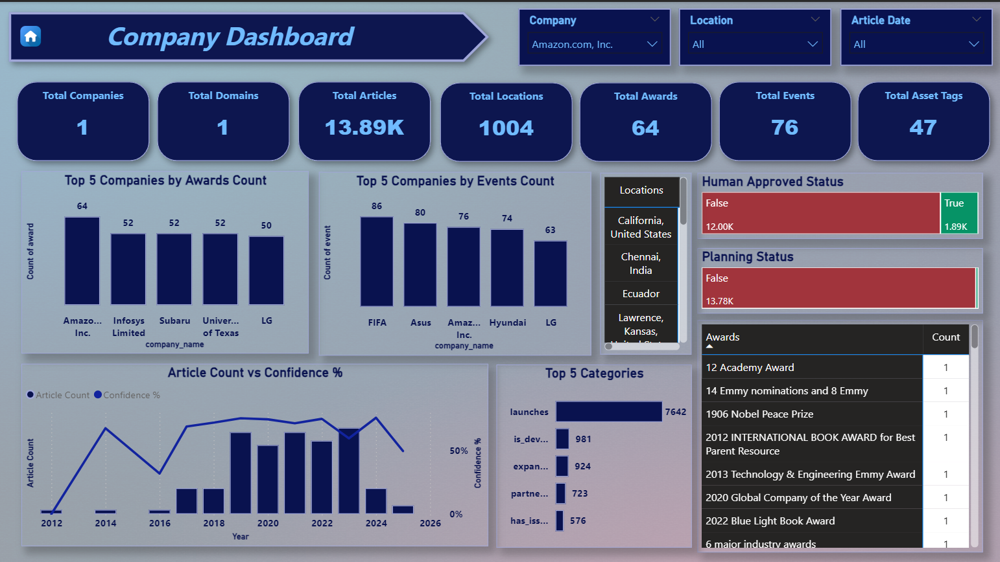 Company Dashboard
Company
Amazon.com, Inc.
Location
All
Article Date
All
Total Companies
1
Total Domains
1
Total Articles
13.89K
Total Locations
1004
Total Awards
64
Total Events
76
Total Asset Tags
47
Top 5 Companies by Awards Count
Count of award
64
52
52
52
50
Amazo...
Inc.
Infosys
Limited
Subaru
Univer...
of Texas
LG
company_name
Top 5 Companies by Events Count
Count of event
86
80
76
74
63
FIFA
Asus
Amaz...
Inc.
Hyundai
LG
company_name
Locations
California,
United States
Chennai,
India
Ecuador
Lawrence,
Kansas,
Human Approved Status
False
12.00K
True
1.89K
Planning Status
False
13.78K
Article Count vs Confidence %
Article Count
Confidence %
Article Count
50%
0%
Confidence %
2012
2014
2016
2018
2020
2022
2024
2026
Year
Top 5 Categories
launches
7642
is_dev...
981
expan...
924
partne...
723
has_iss...
576
Awards
Count
12 Academy Award
1
14 Emmy nominations and 8 Emmy
1
1906 Nobel Peace Prize
1
2012 INTERNATIONAL BOOK AWARD for Best
Parent Resource
1
2013 Technology & Engineering Emmy Award
1
2020 Global Company of the Year Award
1
2022 Blue Light Book Award
1
6 major industry awards
1